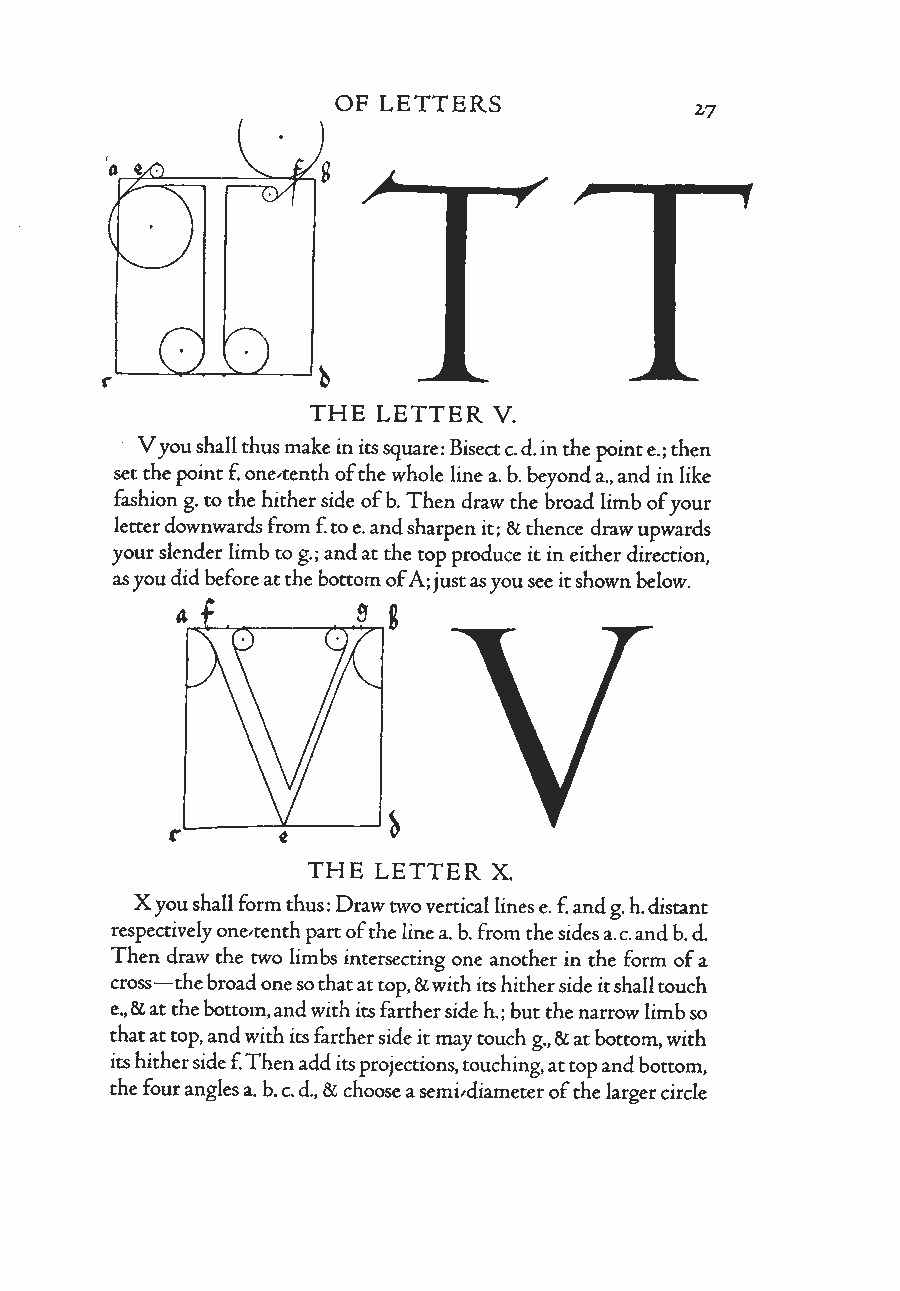 OF LETTERS 27
a e f b
c d
THE LETTER V.
V you shall thus make in its square: Bisect c. d. in the point e.; then
set the point f. one-tenth of the whole line a. b. beyond a., and in like
fashion g. to the hither side of b. Then draw the broad limb of your
letter downwards from f. to e. and sharpen it; & thence draw upwards
your slender limb to g.; and at the top produce it in either direction,
as you did before at the bottom of A; just as you see it shown below.
a f g b
c e d
THE LETTER X.
X you shall form thus: Draw two vertical lines e. f. and g. h. distant
respectively one-tenth part of the line a. b. from the sides a. c. and b. d.
Then draw the two limbs intersecting one another in the form of a
cross—the broad one so that at top, & with its hither side it shall touch
e., & at the bottom, and with its farther side h.; but the narrow limb so
that at top, and with its farther side it may touch g., & at bottom, with
its hither side f. Then add its projections, touching, at top and bottom,
the four angles a. b. c. d., & choose a semi-diameter of the larger circle